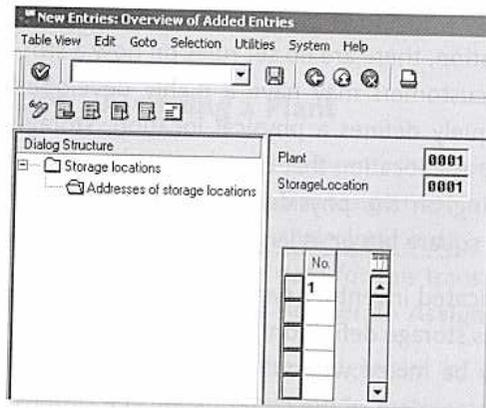 New Entries: Overview of Added Entries
Table View Edit Goto Selection Utilities System Help
Dialog Structure
Storage locations
Addresses of storage locations
Plant 0001
StorageLocation 0001
No.
1